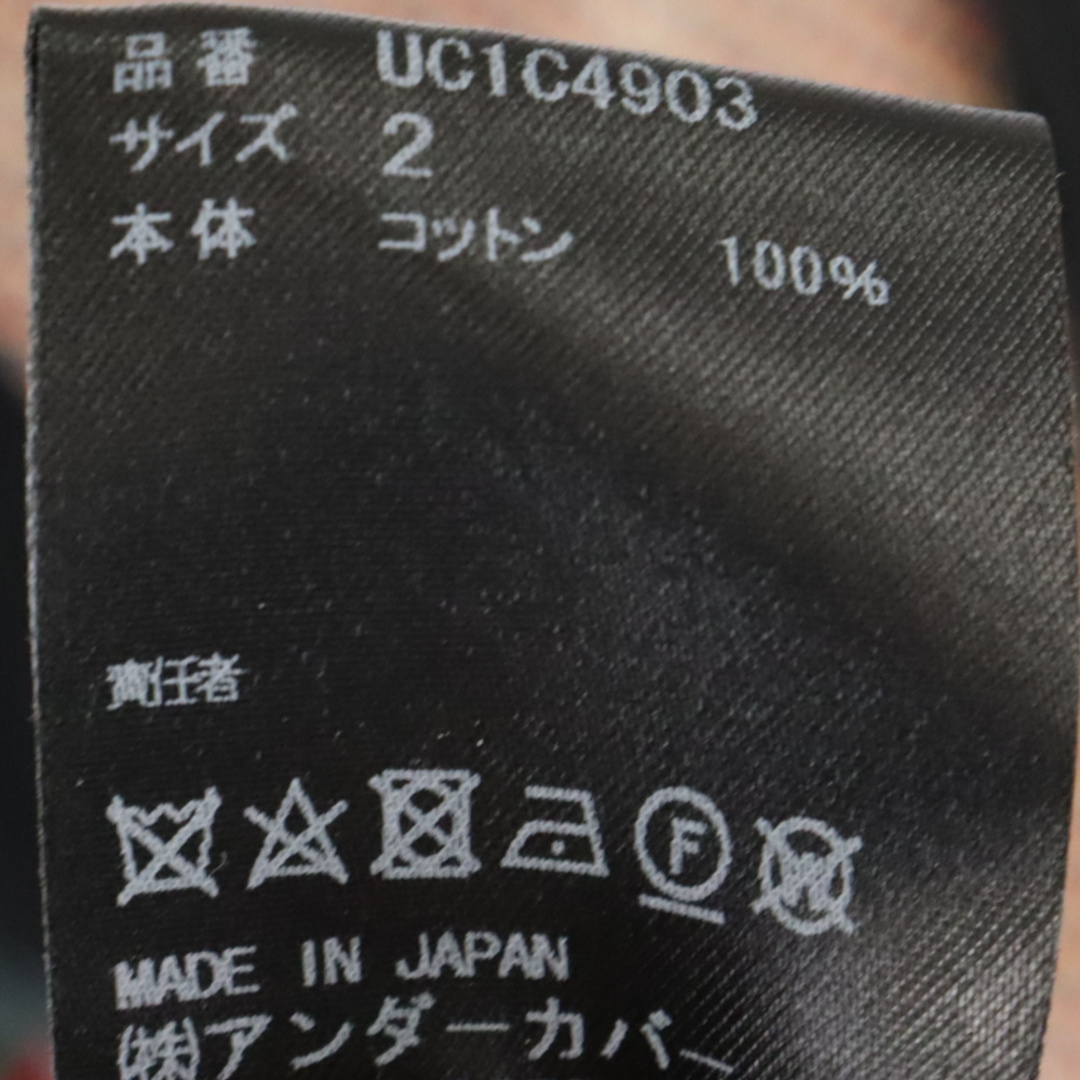 品番 UC1C4903
サイズ 2
本体 コットン 100%
責任者
F W
MADE IN JAPAN
(株)アンダーカバー